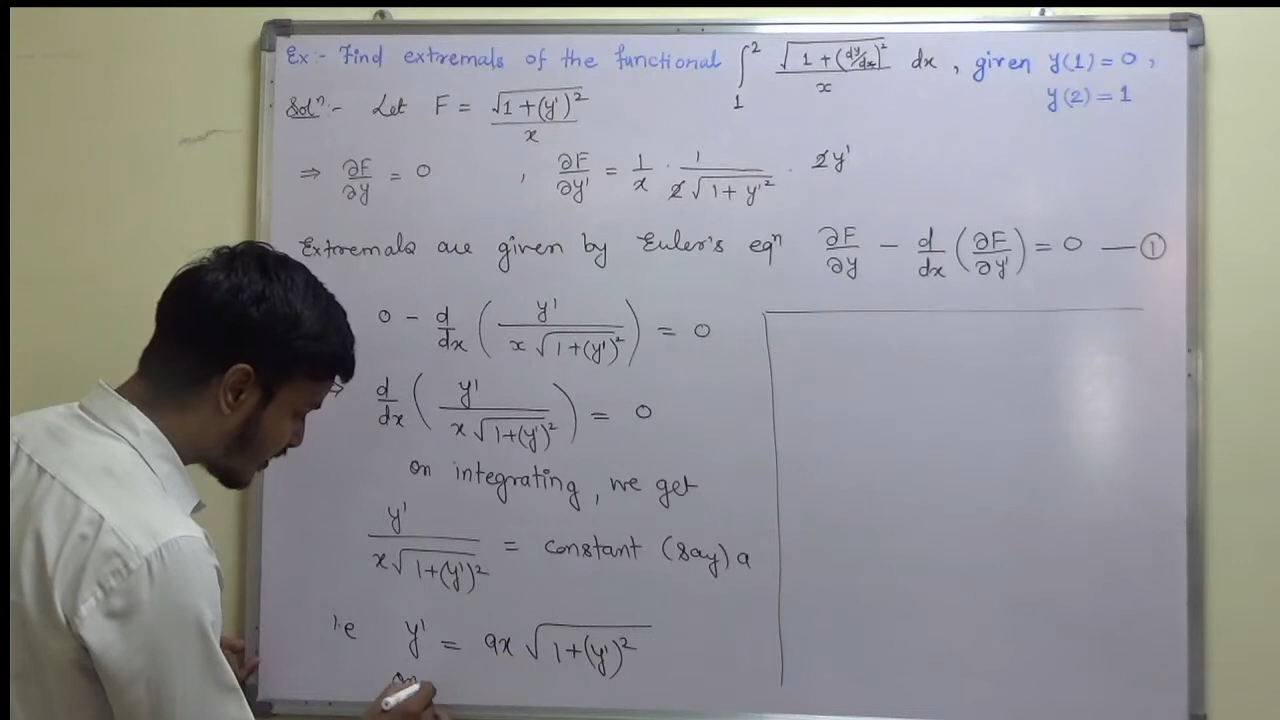 Ex:- Find extremals of the functional ∫₁² √(1+(dy/dx)²)/x dx, given y(1)=0,
y(2)=1
Solⁿ:- Let F = √(1+(y')²)/x
⇒ ∂F/∂y = 0 , ∂F/∂y' = 1/x · 1/(2√(1+y'²)) · 2y'
Extremals are given by Euler's eqⁿ ∂F/∂y − d/dx (∂F/∂y') = 0 — ①
0 − d/dx (y'/(x√(1+(y')²))) = 0
⇒ d/dx (y'/(x√(1+(y')²))) = 0
on integrating, we get
y'/(x√(1+(y')²)) = constant (say) a
i.e y' = ax √(1+(y')²)
on